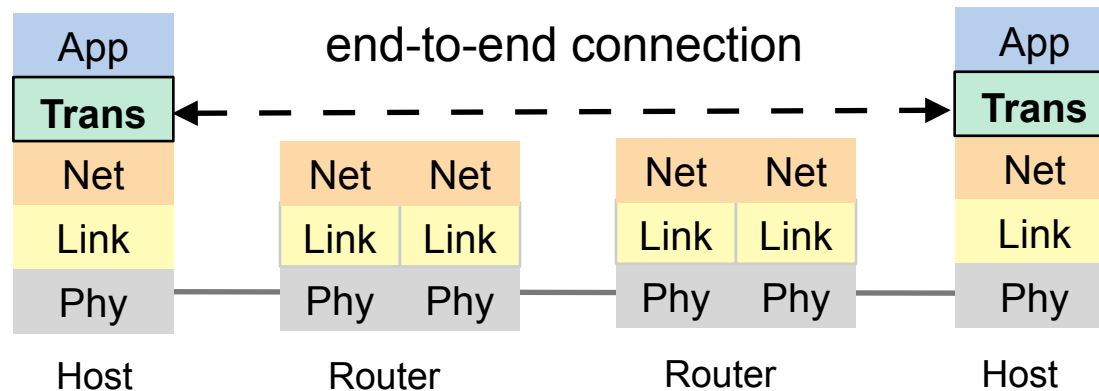 App end-to-end connection App
Trans Trans
Net Net Net Net Net Net
Link Link Link Link Link Link
Phy Phy Phy Phy Phy Phy
Host Router Router Host